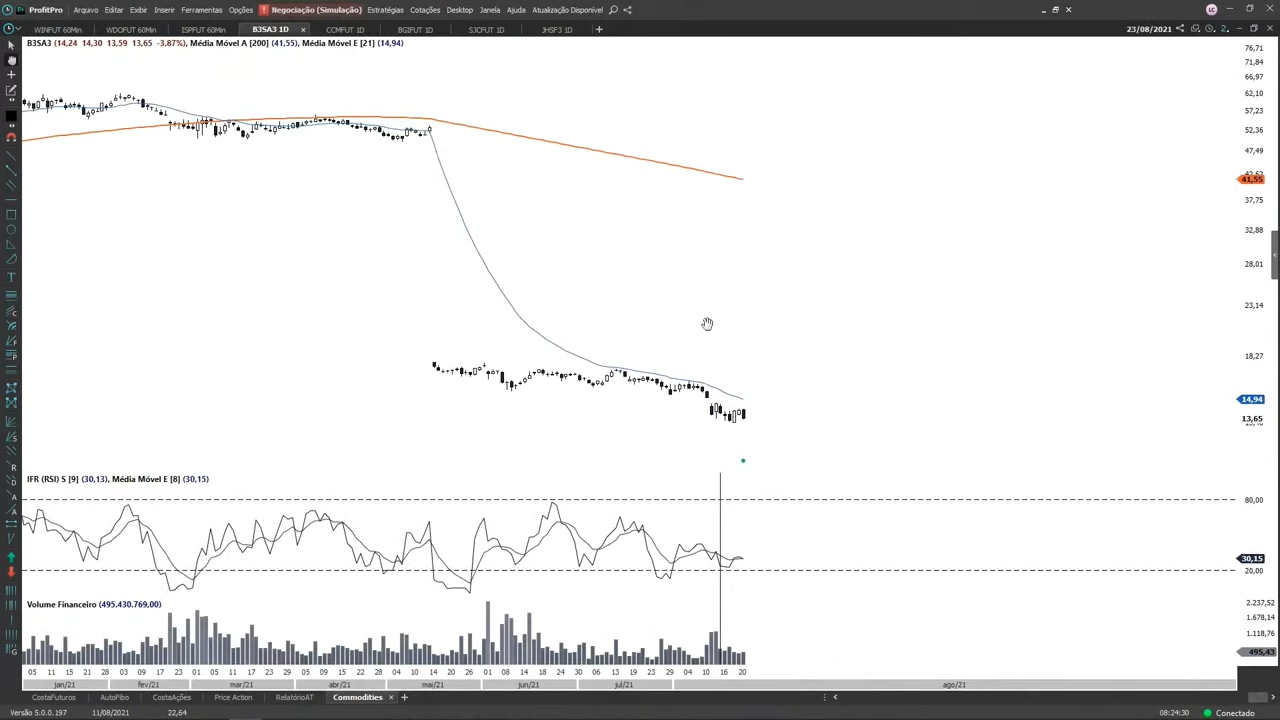 ProfitPro Arquivo Editar Exibir Inserir Ferramentas Opções Negociação (Simulação) Estratégias Cotações Desktop Janela Ajuda Atualização Disponível LC
WINFUT 60Min WDOFUT 60Min ISPFUT 60Min B3SA3 1D CCMFUT 1D BGIFUT 1D SJCFUT 1D JHSF3 1D 23/08/2021
B3SA3 (14,24 14,30 13,59 13,65 -3,87%), Média Móvel A [200] (41,55), Média Móvel E [21] (14,94)
76,71
71,84
66,97
62,10
57,23
52,36
47,49
41,55
37,75
32,88
28,01
23,14
18,27
14,94
13,65
IFR (RSI) S [9] (30,13), Média Móvel E [8] (30,15)
80,00
30,15
20,00
Volume Financeiro (495.430.769,00)
2.237,52
1.678,14
1.118,76
495,43
05 11 15 21 28 03 09 17 23 01 05 11 17 23 29 05 09 15 22 28 04 10 14 20 26 01 08 14 18 24 30 06 12 16 22 28 04 10 16 20
jan/21 fev/21 mar/21 abr/21 mai/21 jun/21 jul/21 ago/21
CostaFuturos AutoFibo CostaAções Price Action RelatórioAT Commodities
Versão 5.0.0.197 11/08/2021 22,64 08:24:30 Conectado